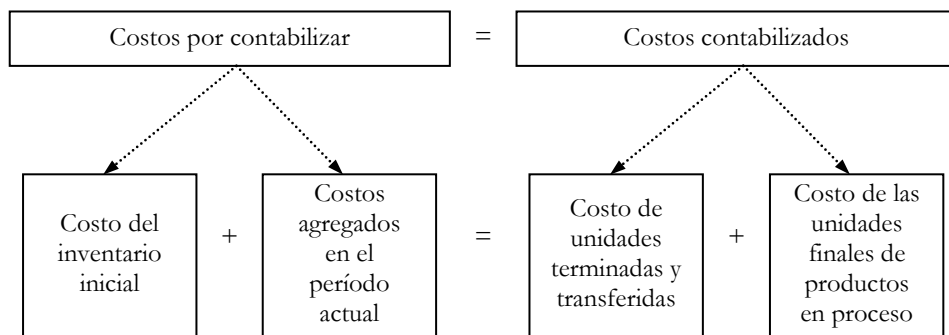 Costos por contabilizar
=
Costos contabilizados
Costo del
inventario
inicial
+
Costos
agregados
en el
período
actual
=
Costo de
unidades
terminadas y
transferidas
+
Costo de las
unidades
finales de
productos
en proceso